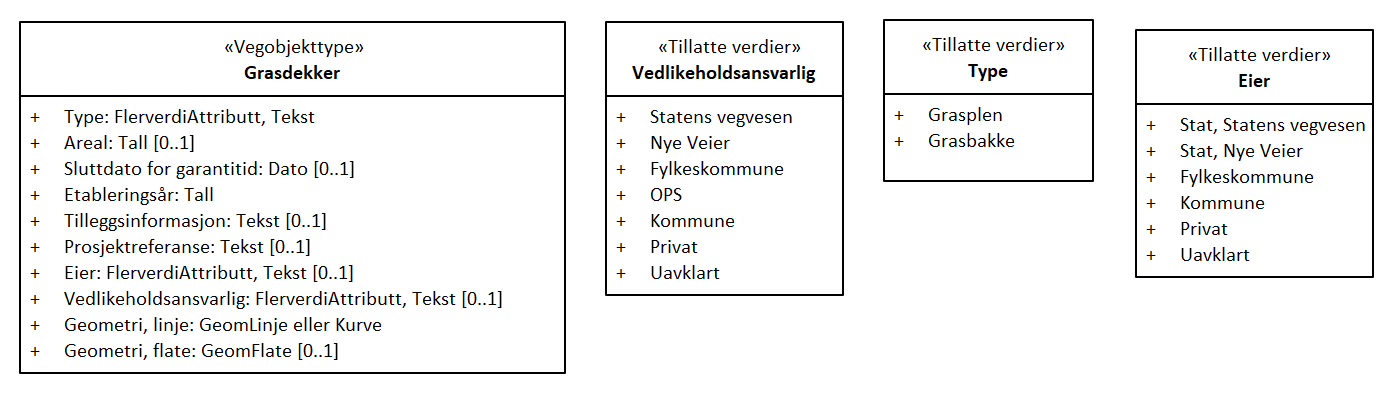 «Vegobjekttype»
Grasdekker
+ Type: FlerverdiAttributt, Tekst
+ Areal: Tall [0..1]
+ Sluttdato for garantitid: Dato [0..1]
+ Etableringsår: Tall
+ Tilleggsinformasjon: Tekst [0..1]
+ Prosjektreferanse: Tekst [0..1]
+ Eier: FlerverdiAttributt, Tekst [0..1]
+ Vedlikeholdsansvarlig: FlerverdiAttributt, Tekst [0..1]
+ Geometri, linje: GeomLinje eller Kurve
+ Geometri, flate: GeomFlate [0..1]
«Tillatte verdier»
Vedlikeholdsansvarlig
+ Statens vegvesen
+ Nye Veier
+ Fylkeskommune
+ OPS
+ Kommune
+ Privat
+ Uavklart
«Tillatte verdier»
Type
+ Grasplen
+ Grasbakke
«Tillatte verdier»
Eier
+ Stat, Statens vegvesen
+ Stat, Nye Veier
+ Fylkeskommune
+ Kommune
+ Privat
+ Uavklart